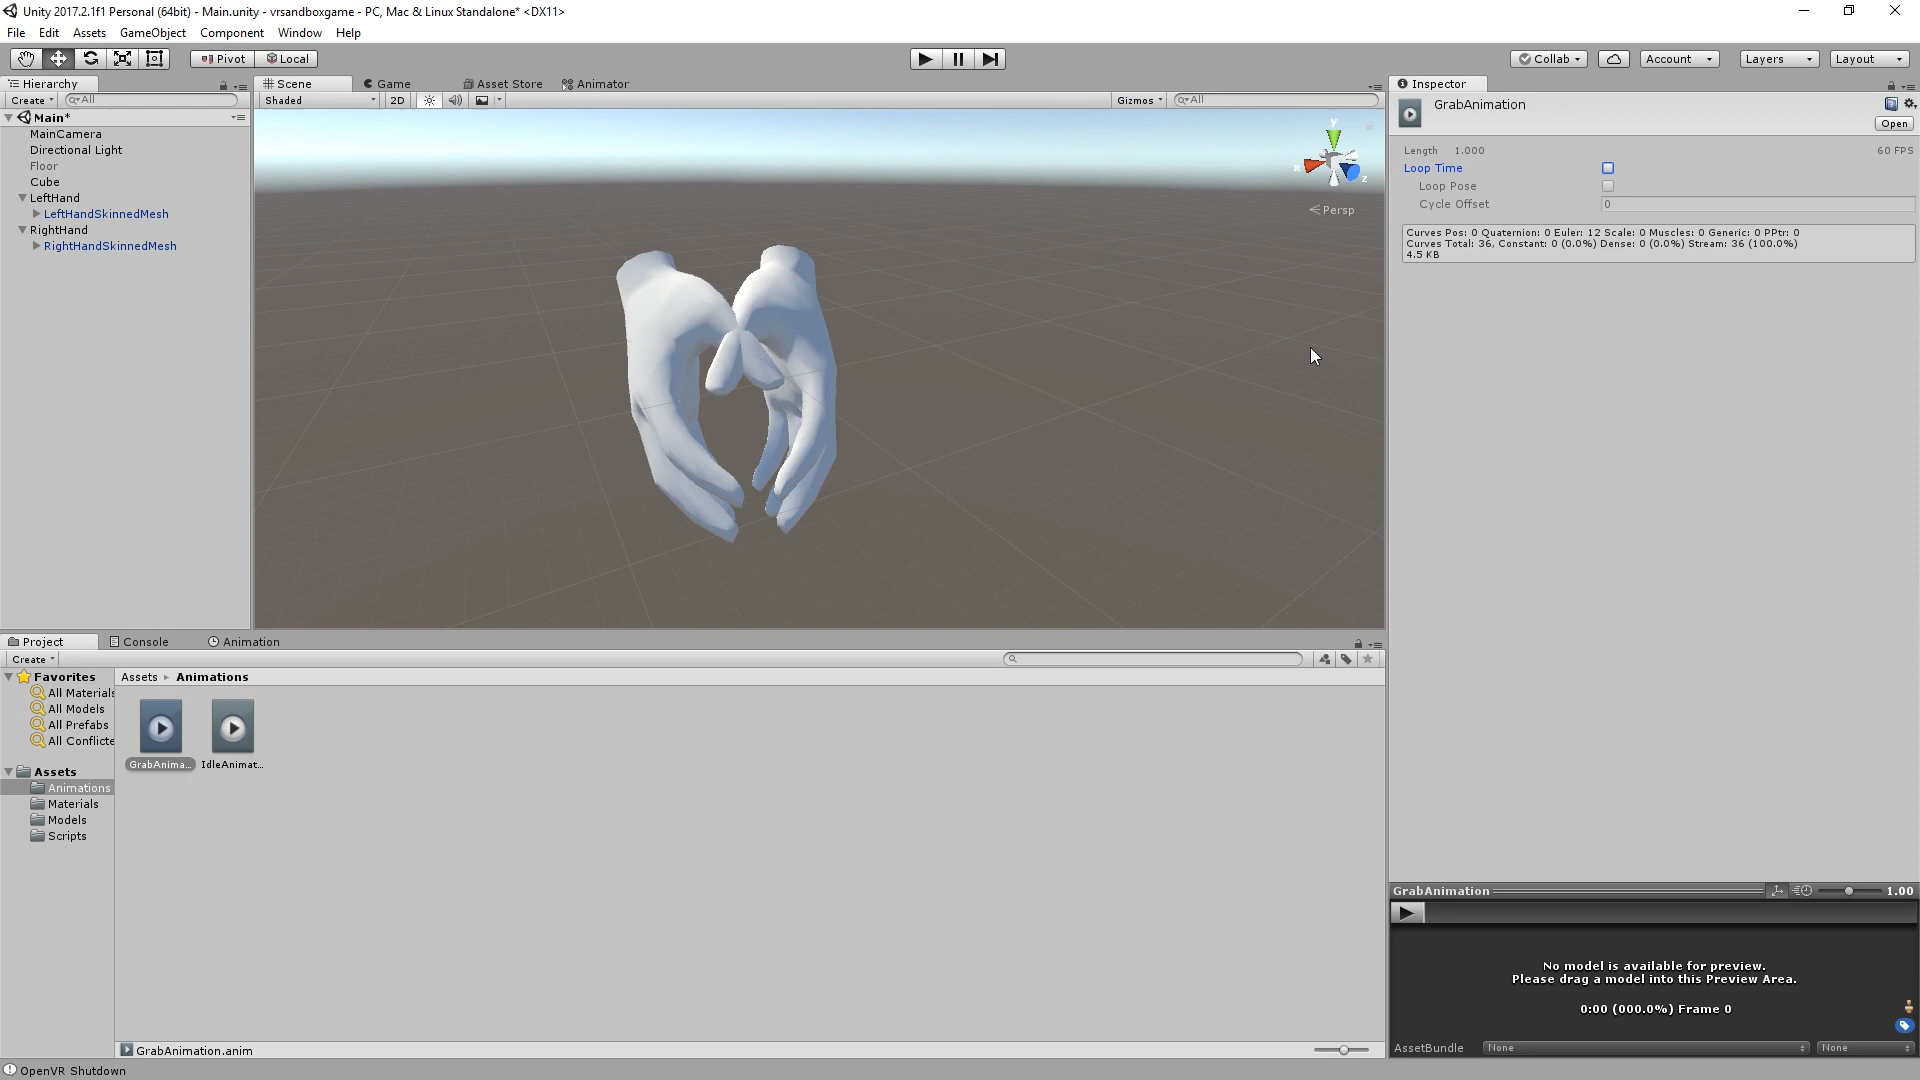 Unity 2017.2.1f1 Personal (64bit) - Main.unity - vrsandboxgame - PC, Mac & Linux Standalone* <DX11>
File Edit Assets GameObject Component Window Help
Pivot Local Collab Account Layers Layout
Hierarchy
Create All
Main*
MainCamera
Directional Light
Floor
Cube
LeftHand
LeftHandSkinnedMesh
RightHand
RightHandSkinnedMesh
Scene Game Asset Store Animator
Shaded 2D Gizmos All
y
x
z
Persp
Inspector
GrabAnimation
Open
Length 1.000 60 FPS
Loop Time
Loop Pose
Cycle Offset 0
Curves Pos: 0 Quaternion: 0 Euler: 12 Scale: 0 Muscles: 0 Generic: 0 PPtr: 0
Curves Total: 36, Constant: 0 (0.0%) Dense: 0 (0.0%) Stream: 36 (100.0%)
4.5 KB
Project Console Animation
Create
Favorites
All Materials
All Models
All Prefabs
All Conflicte
Assets
Animations
Materials
Models
Scripts
Assets Animations
GrabAnima... IdleAnimat...
GrabAnimation.anim
GrabAnimation 1.00
No model is available for preview.
Please drag a model into this Preview Area.
0:00 (000.0%) Frame 0
AssetBundle None None
OpenVR Shutdown